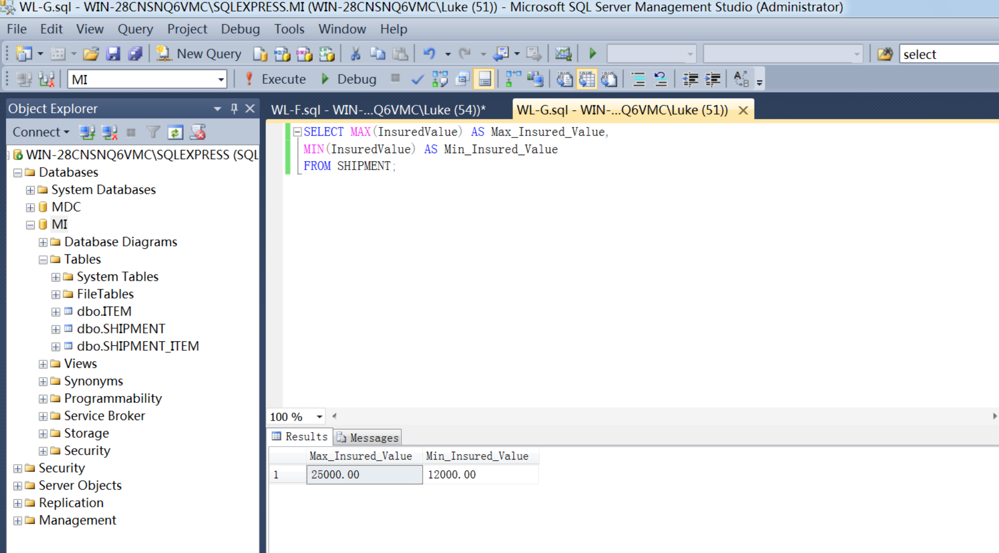 WL-G.sql - WIN-28CNSNQ6VMC\SQLEXPRESS.MI (WIN-28CNSNQ6VMC\Luke (51)) - Microsoft SQL Server Management Studio (Administrator)
File Edit View Query Project Debug Tools Window Help
New Query select
MI Execute Debug
Object Explorer
Connect
WIN-28CNSNQ6VMC\SQLEXPRESS (SQL
Databases
System Databases
MDC
MI
Database Diagrams
Tables
System Tables
FileTables
dbo.ITEM
dbo.SHIPMENT
dbo.SHIPMENT_ITEM
Views
Synonyms
Programmability
Service Broker
Storage
Security
Security
Server Objects
Replication
Management
WL-F.sql - WIN-...Q6VMC\Luke (54))* WL-G.sql - WIN-...Q6VMC\Luke (51))
SELECT MAX(InsuredValue) AS Max_Insured_Value,
MIN(InsuredValue) AS Min_Insured_Value
FROM SHIPMENT;
100 %
Results Messages
Max_Insured_Value Min_Insured_Value
1 25000.00 12000.00